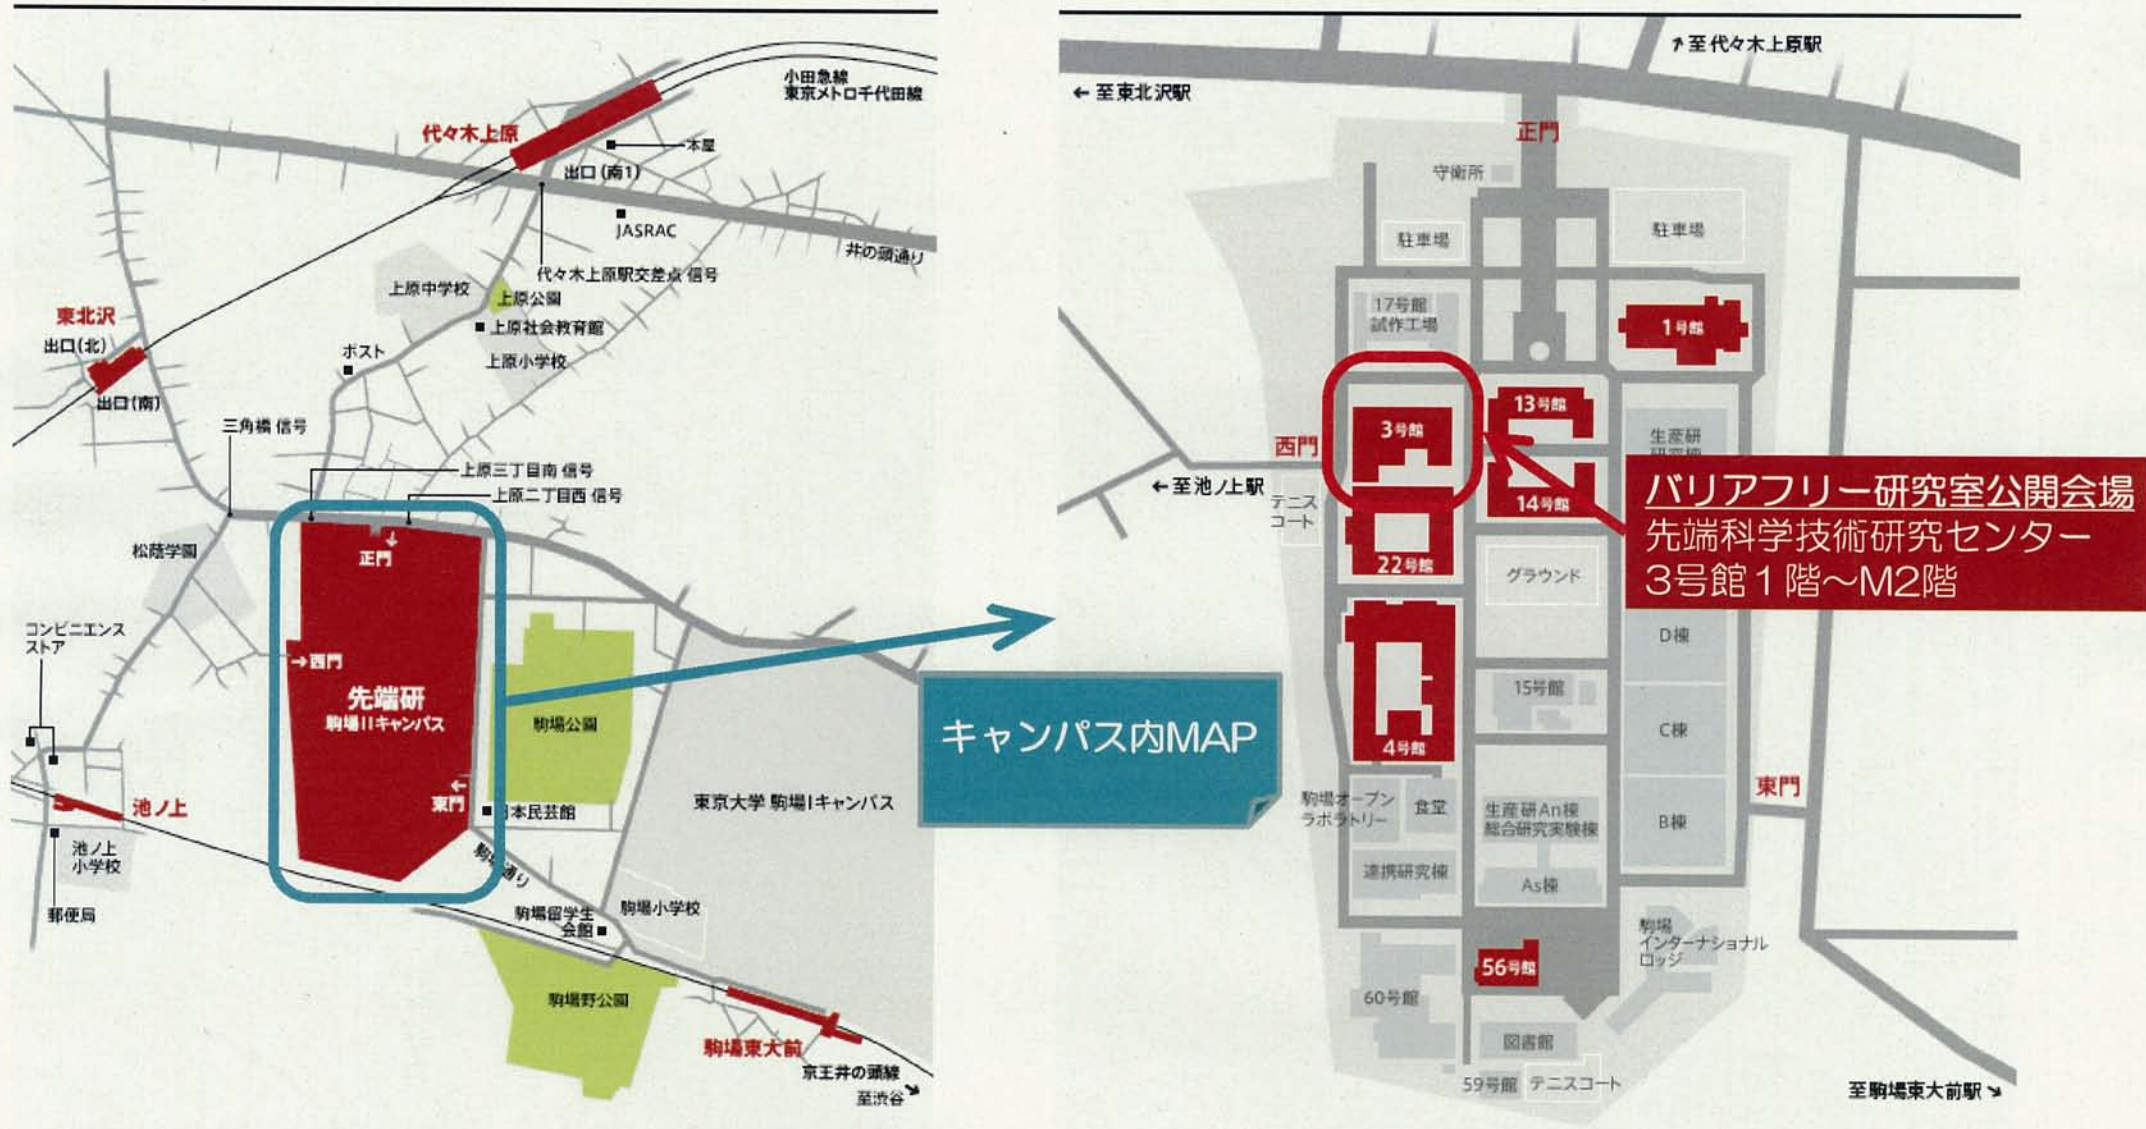 小田急線
東京メトロ千代田線
代々木上原
本屋
出口(南1)
JASRAC
井の頭通り
代々木上原駅交差点 信号
上原中学校
上原公園
上原社会教育館
上原小学校
東北沢
出口(北)
出口(南)
ポスト
三角橋 信号
上原三丁目南 信号
上原二丁目西 信号
松蔭学園
↓
正門
コンビニエンス
ストア
→西門
先端研
駒場IIキャンパス
←
東門
駒場公園
日本民芸館
東京大学 駒場Iキャンパス
池ノ上
池ノ上
小学校
郵便局
駒場通り
駒場留学生
会館
駒場小学校
駒場野公園
駒場東大前
京王井の頭線
至渋谷
キャンパス内MAP
至代々木上原駅
← 至東北沢駅
正門
守衛所
駐車場
駐車場
17号館
試作工場
1号館
3号館
13号館
西門
←至池ノ上駅
テニス
コート
14号館
生産研
研究棟
バリアフリー研究室公開会場
先端科学技術研究センター
3号館1階~M2階
22号館
グラウンド
D棟
15号館
C棟
4号館
東門
駒場オープン
ラボラトリー
食堂
生産研An棟
総合研究実験棟
B棟
連携研究棟
As棟
駒場
インターナショナル
ロッジ
56号館
60号館
図書館
59号館
テニスコート
至駒場東大前駅